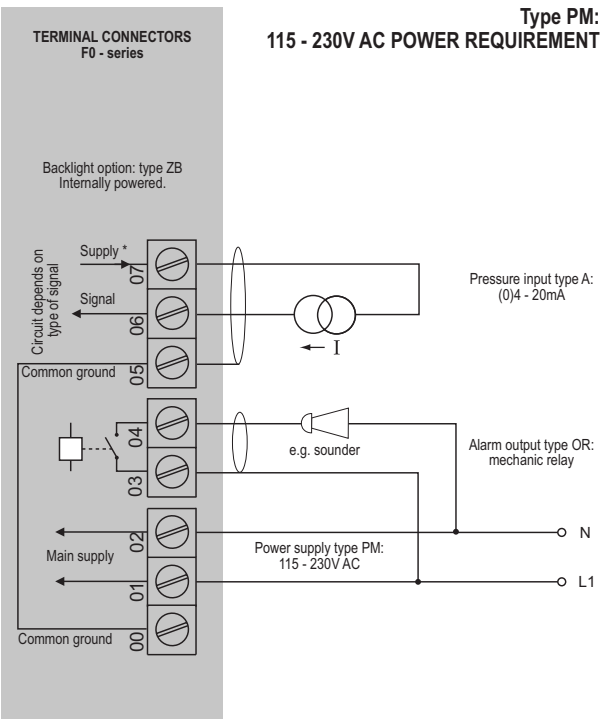 Type PM:
115 - 230V AC POWER REQUIREMENT
TERMINAL CONNECTORS
F0 - series
Backlight option: type ZB
Internally powered.
Circuit depends on
type of signal
Supply *
07
Signal
06
Common ground
05
I
Pressure input type A:
(0)4 - 20mA
04
03
e.g. sounder
Alarm output type OR:
mechanic relay
02
Main supply
01
Power supply type PM:
115 - 230V AC
N
L1
Common ground
00